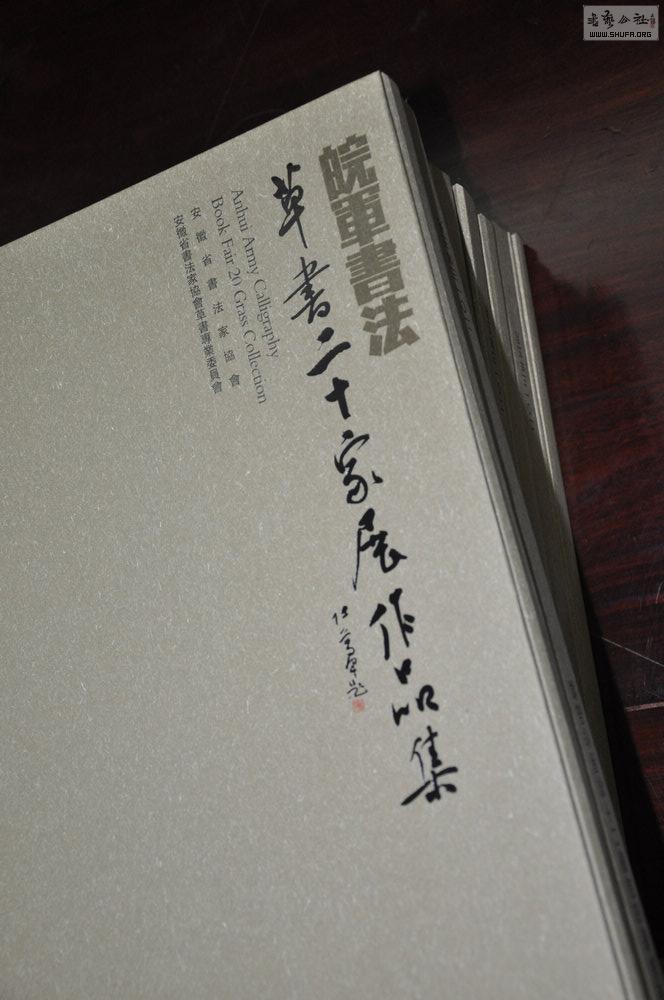 书艺公社
WWW.SHUFA.ORG
皖軍書法
草書二十家展作品集
Anhui Army Calligraphy
Book Fair 20 Grass Collection
安徽省書法家協會
安徽省書法家協會草書專業委員會